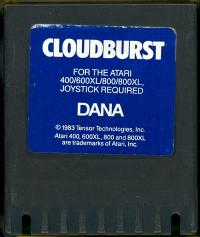 CLOUDBURST
FOR THE ATARI
400/600XL/800/800XL,
JOYSTICK REQUIRED
DANA
© 1983 Tensor Technologies, Inc.
Atari 400, 600XL, 800 and 800XL
are trademarks of Atari, Inc.